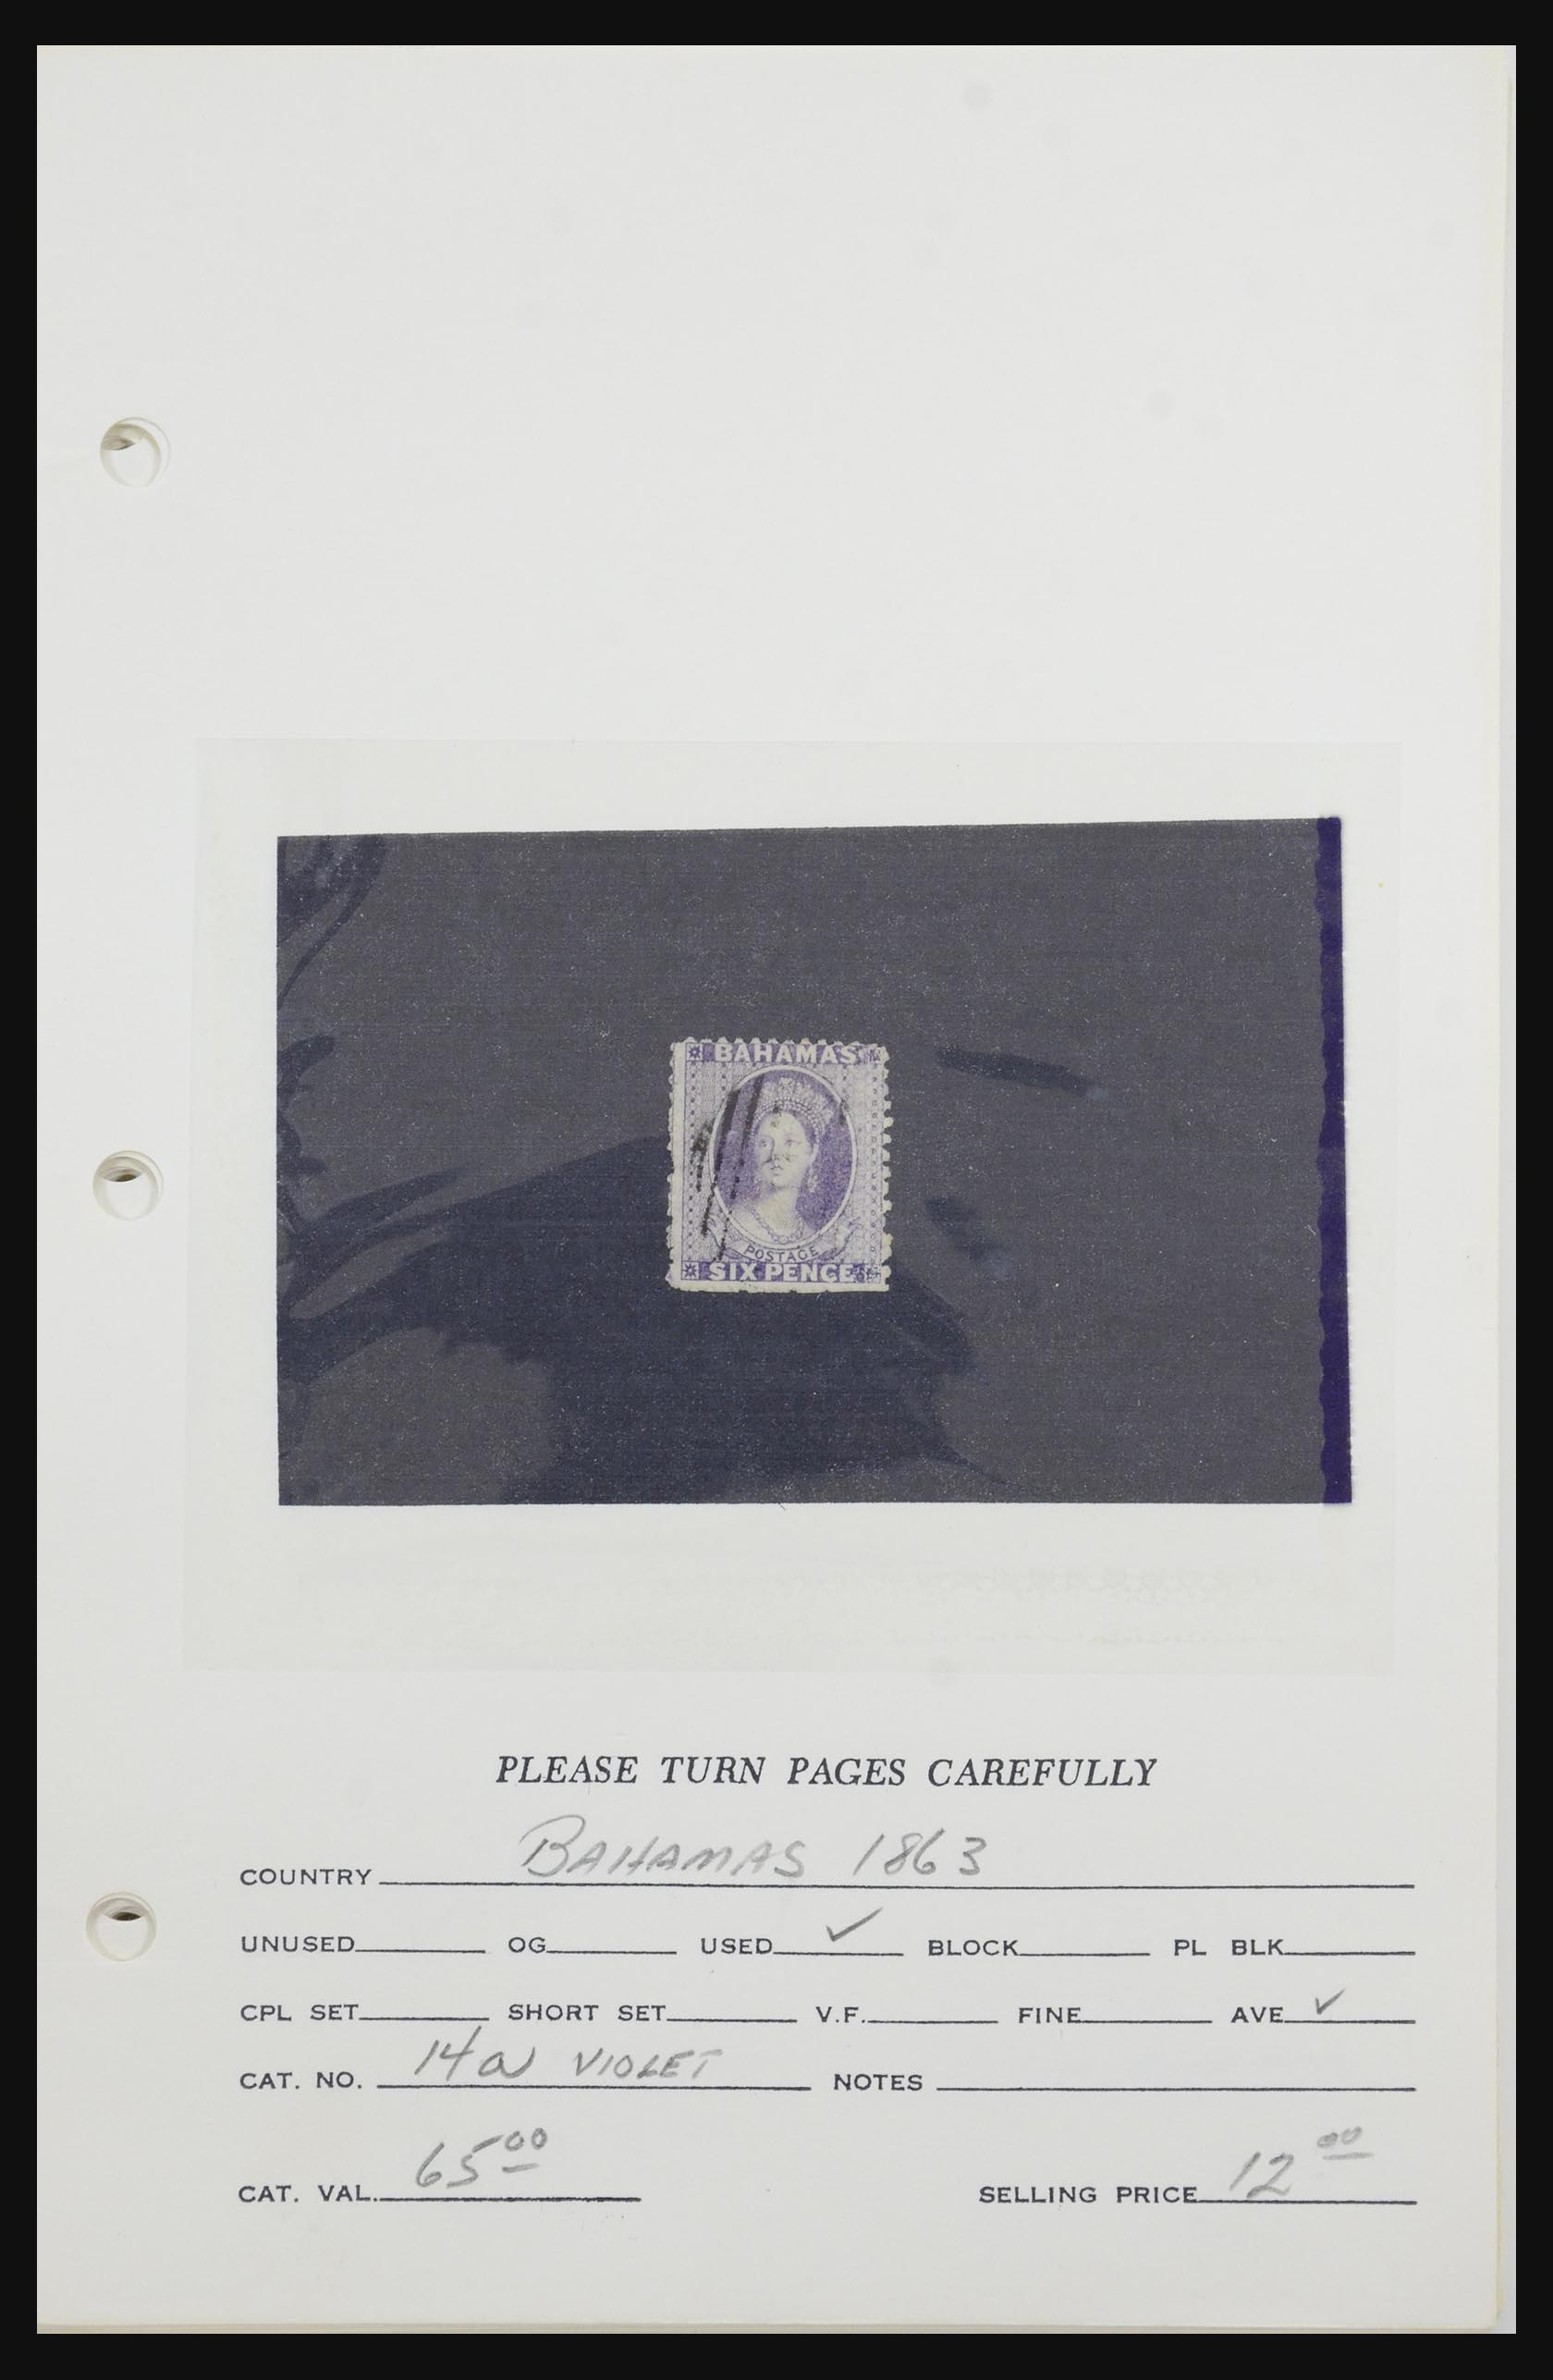 BAHAMAS
POSTAGE
SIX PENCE
PLEASE TURN PAGES CAREFULLY
COUNTRY BAHAMAS 1863
UNUSED OG USED ✓ BLOCK PL BLK
CPL SET SHORT SET V.F. FINE AVE ✓
CAT. NO. 14a VIOLET NOTES
CAT. VAL. 65 00 SELLING PRICE 12 00